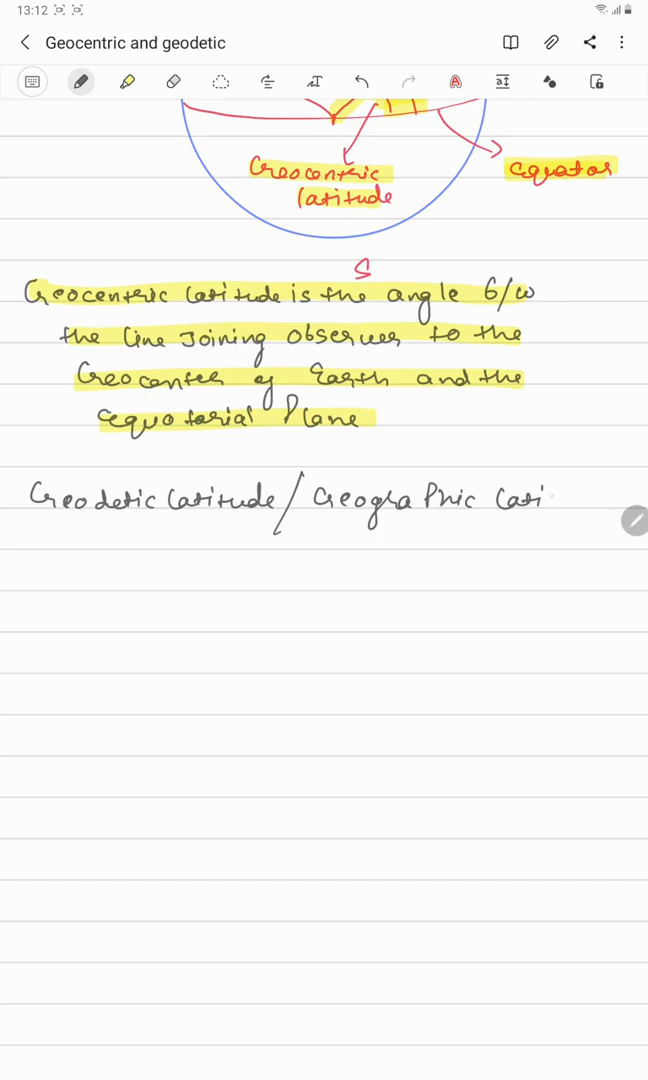 13:12
Geocentric and geodetic
Geocentric
latitude
equator
S
Geocentric latitude is the angle b/w
the line joining observer to the
Geocenter of Earth and the
equatorial Plane
Geodetic latitude / Geographic lati